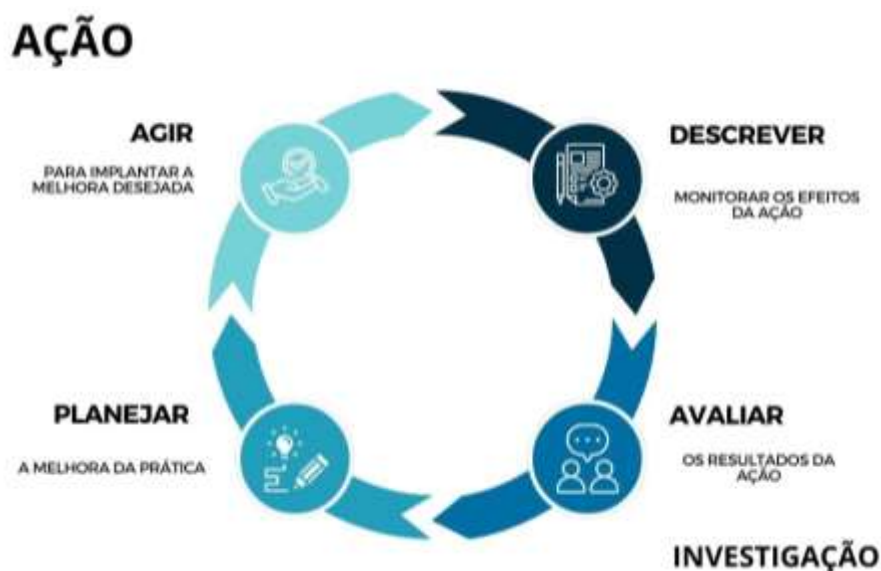 AÇÃO
AGIR
PARA IMPLANTAR A
MELHORA DESEJADA
DESCREVER
MONITORAR OS EFEITOS
DA AÇÃO
PLANEJAR
A MELHORA DA PRÁTICA
AVALIAR
OS RESULTADOS DA
AÇÃO
INVESTIGAÇÃO